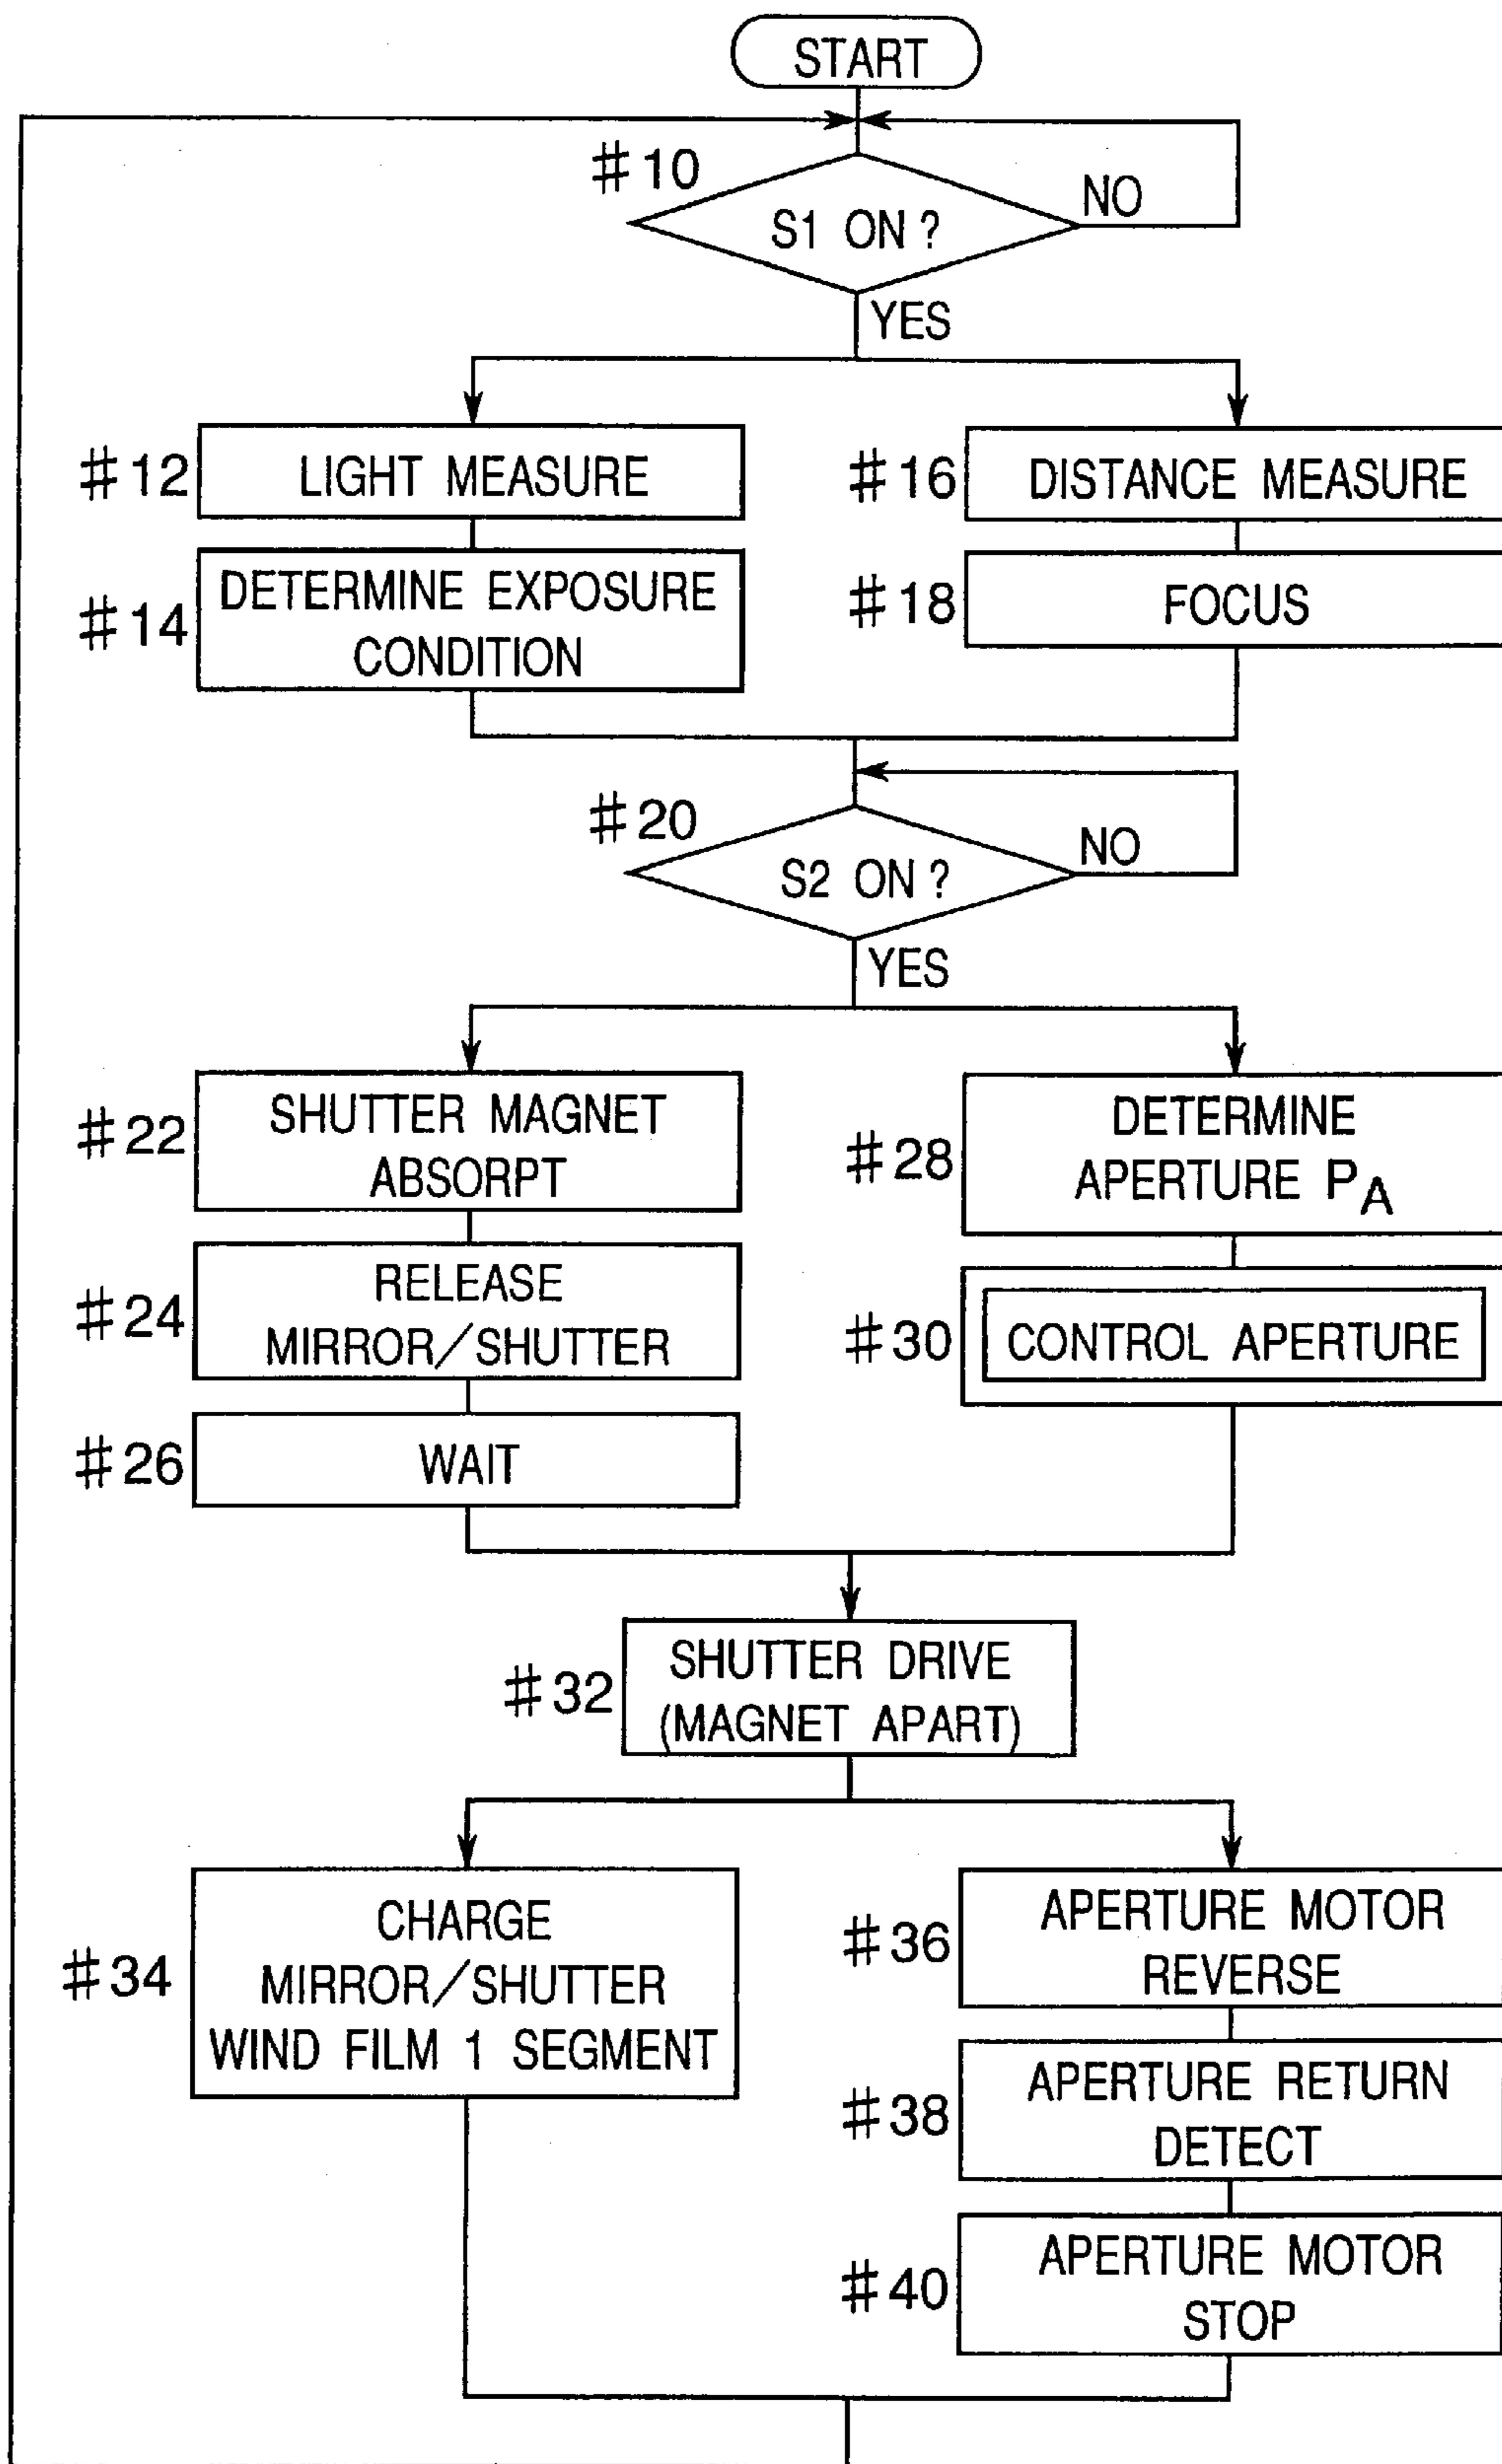 START
#10
S1 ON ?
NO
YES
#12
LIGHT MEASURE
#16
DISTANCE MEASURE
#14
DETERMINE EXPOSURE
CONDITION
#18
FOCUS
#20
S2 ON ?
NO
YES
#22
SHUTTER MAGNET
ABSORPT
#28
DETERMINE
APERTURE PA
#24
RELEASE
MIRROR/SHUTTER
#30
CONTROL APERTURE
#26
WAIT
#32
SHUTTER DRIVE
(MAGNET APART)
#34
CHARGE
MIRROR/SHUTTER
WIND FILM 1 SEGMENT
#36
APERTURE MOTOR
REVERSE
#38
APERTURE RETURN
DETECT
#40
APERTURE MOTOR
STOP